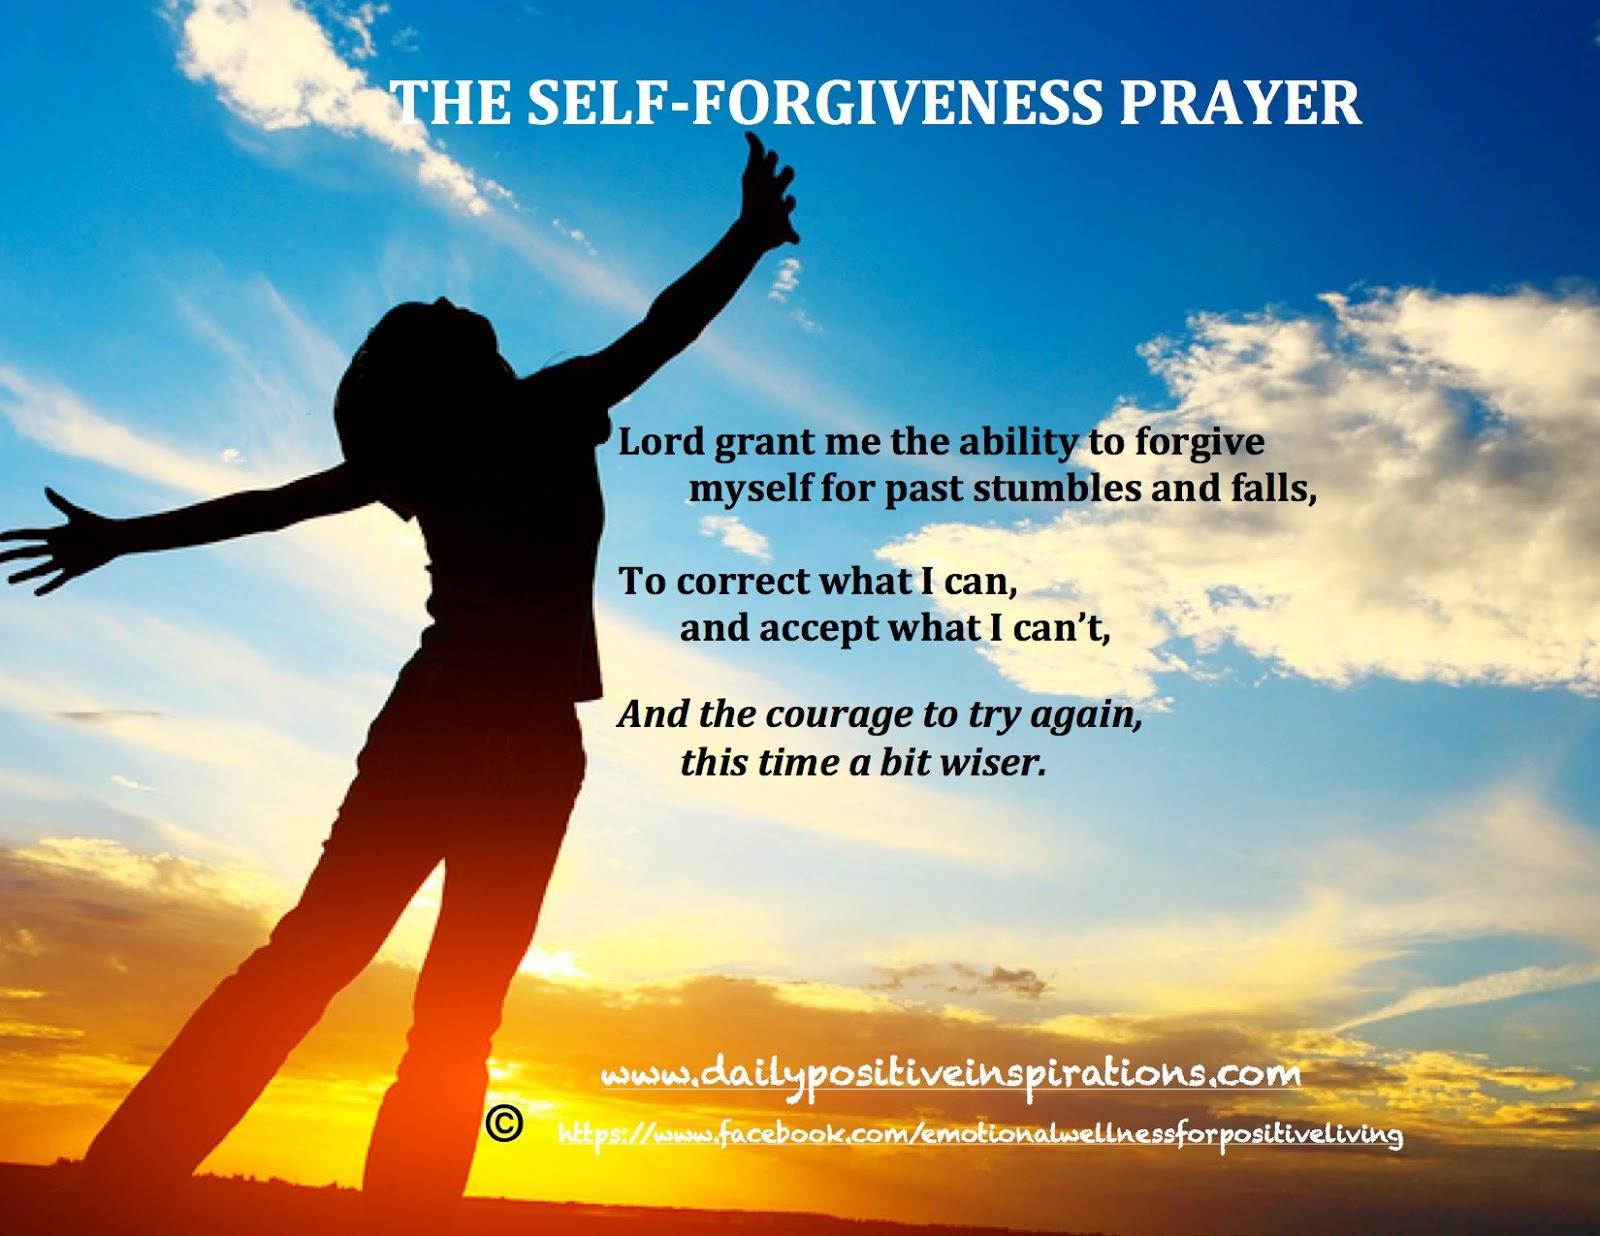 THE SELF-FORGIVENESS PRAYER
Lord grant me the ability to forgive
myself for past stumbles and falls,
To correct what I can,
and accept what I can’t,
And the courage to try again,
this time a bit wiser.
www.dailypositiveinspirations.com
© https://www.facebook.com/emotionalwellnessforpositiveliving